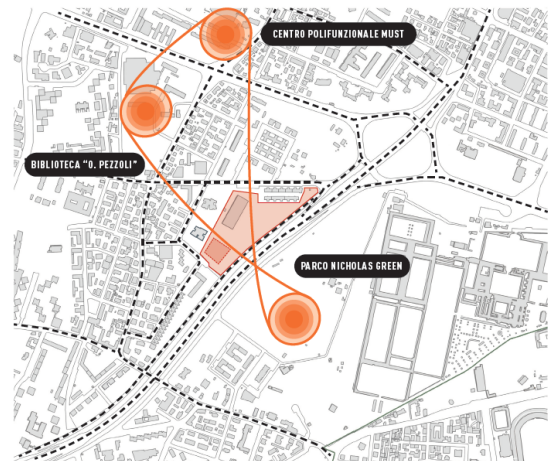 CENTRO POLIFUNZIONALE MUST
BIBLIOTECA "O. PEZZOLI"
PARCO NICHOLAS GREEN